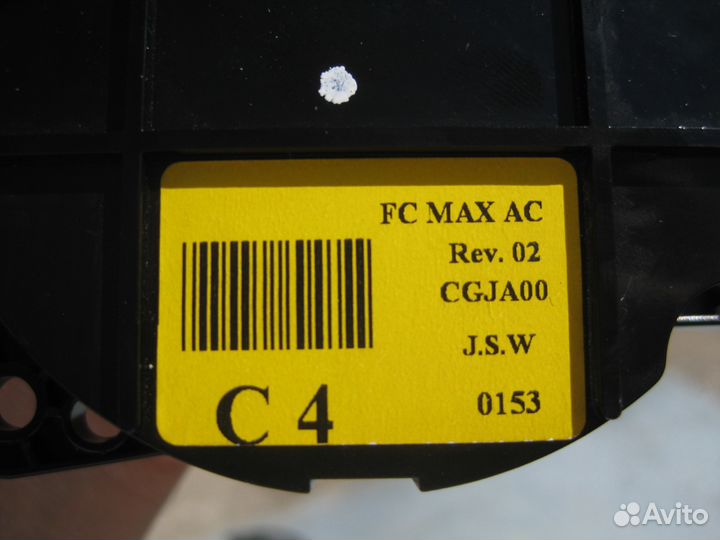 FC MAX AC
Rev. 02
CGJA00
J.S.W
C 4
0153
Avito